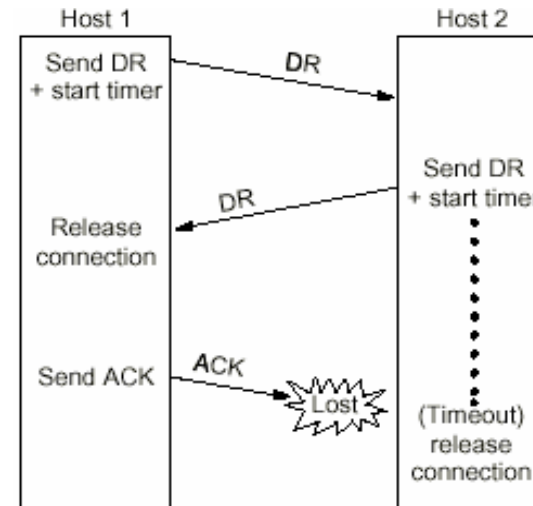 Host 1
Host 2
Send DR
+ start timer
DR
Send DR
+ start timer
DR
Release
connection
Send ACK
ACK
Lost
(Timeout)
release
connection